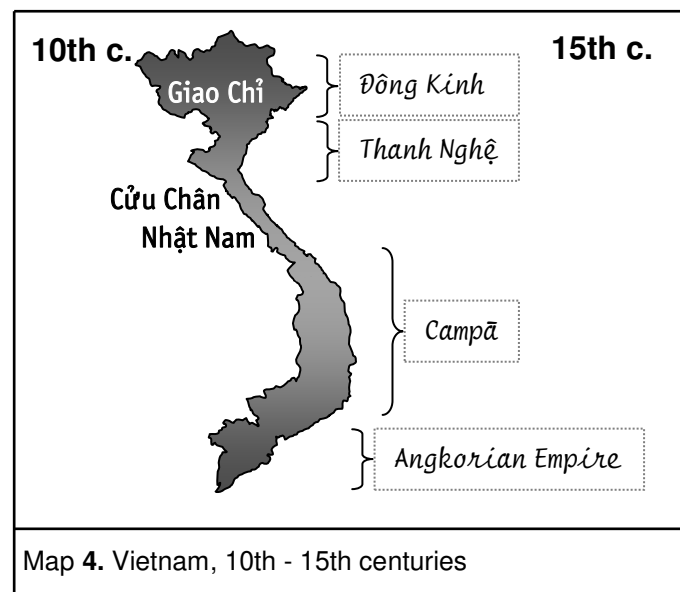 10th c.
15th c.
Giao Chỉ
Đông Kinh
Thanh Nghệ
Cửu Chân
Nhật Nam
Campā
Angkorian Empire
Map 4. Vietnam, 10th - 15th centuries